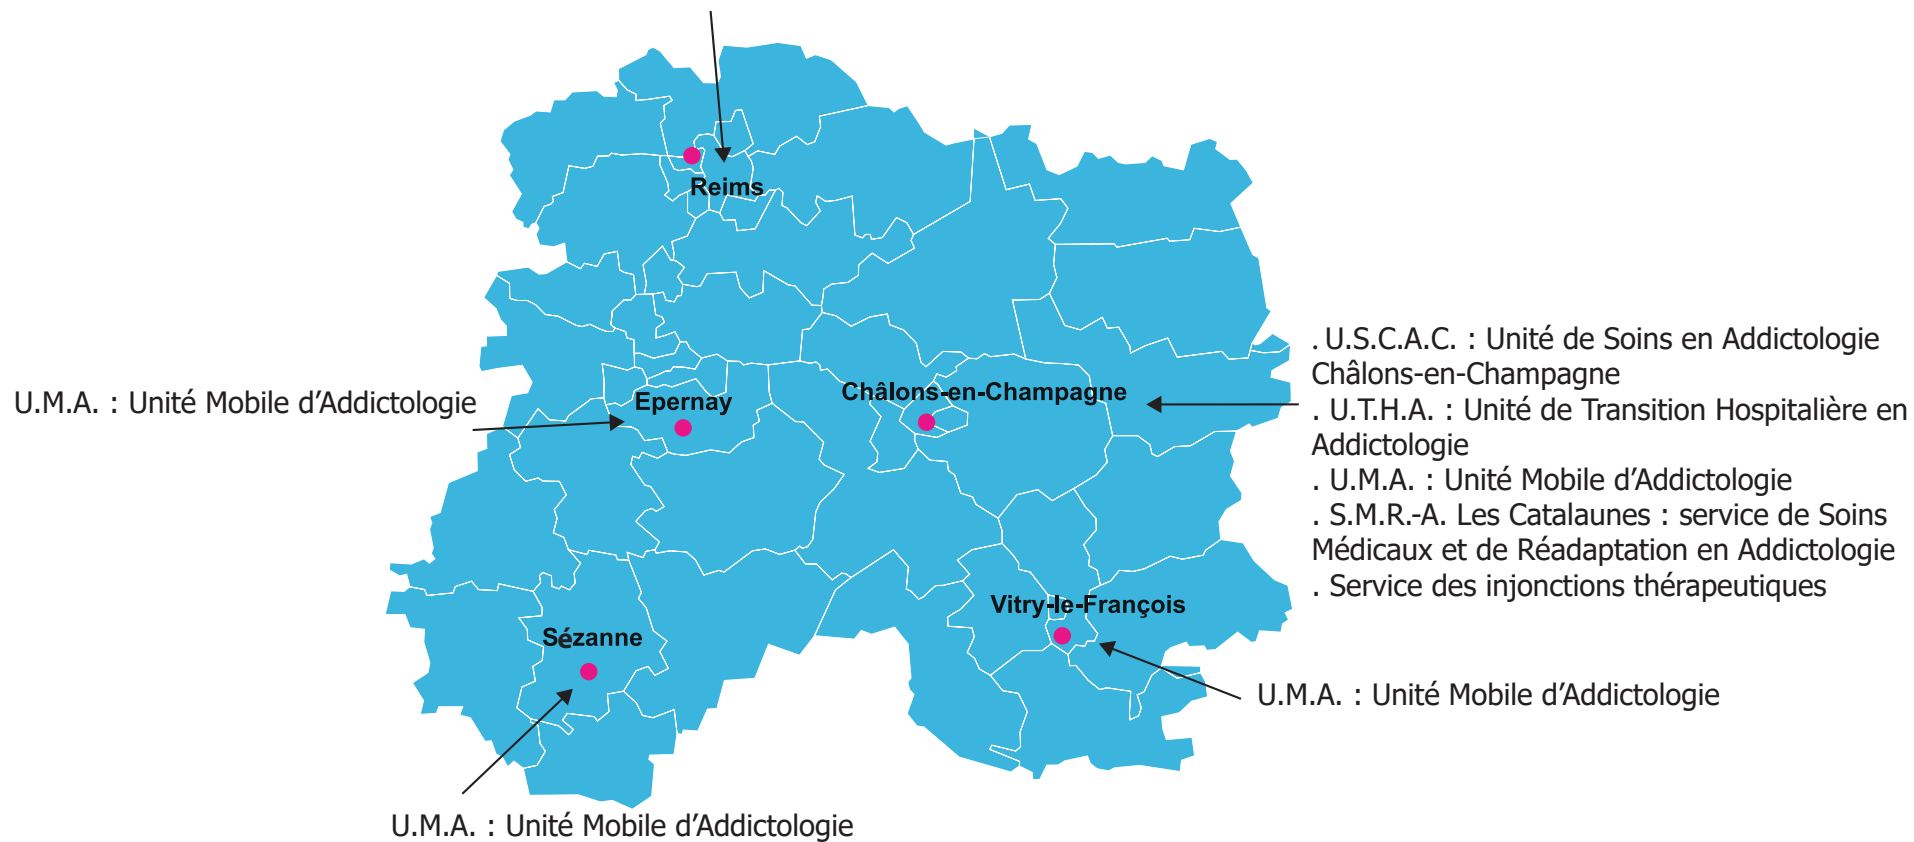 Reims
. U.S.C.A.C. : Unité de Soins en Addictologie
Châlons-en-Champagne
. U.T.H.A. : Unité de Transition Hospitalière en
Addictologie
. U.M.A. : Unité Mobile d’Addictologie
. S.M.R.-A. Les Catalaunes : service de Soins
Médicaux et de Réadaptation en Addictologie
. Service des injonctions thérapeutiques
Châlons-en-Champagne
U.M.A. : Unité Mobile d’Addictologie
Epernay
Vitry-le-François
Sézanne
U.M.A. : Unité Mobile d’Addictologie
U.M.A. : Unité Mobile d’Addictologie